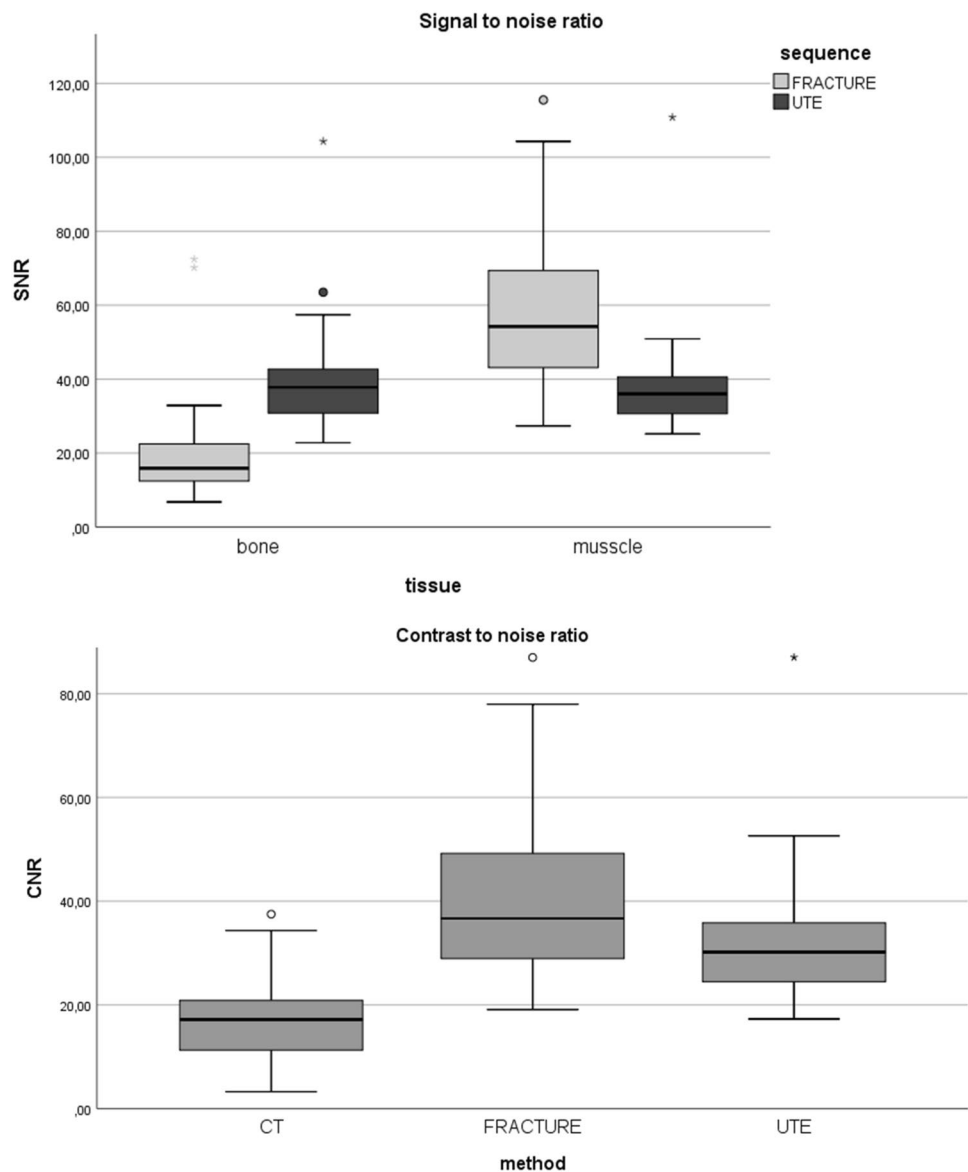 Signal to noise ratio
sequence
FRACTURE
UTE
120,00
100,00
80,00
60,00
40,00
20,00
,00
SNR
bone
musscle
tissue
Contrast to noise ratio
80,00
60,00
40,00
20,00
,00
CNR
CT
FRACTURE
UTE
method